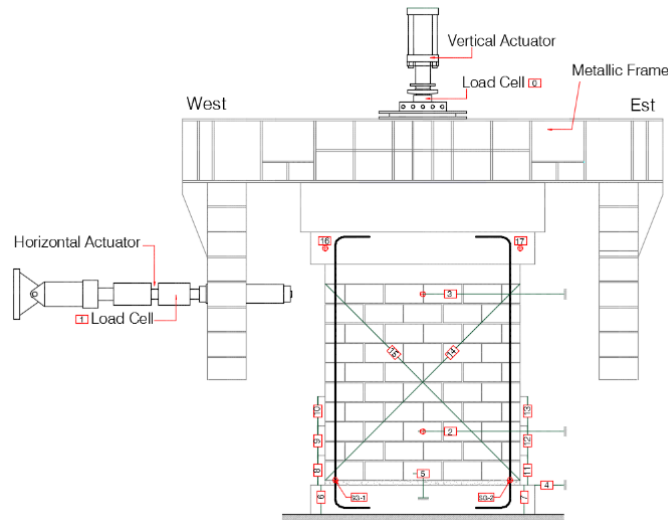 Vertical Actuator
Load Cell 0
Metallic Frame
West
Est
16
17
Horizontal Actuator
3
1 Load Cell
15
14
10
13
2
9
12
8
5
11
4
SG-1
SG-2
6
7